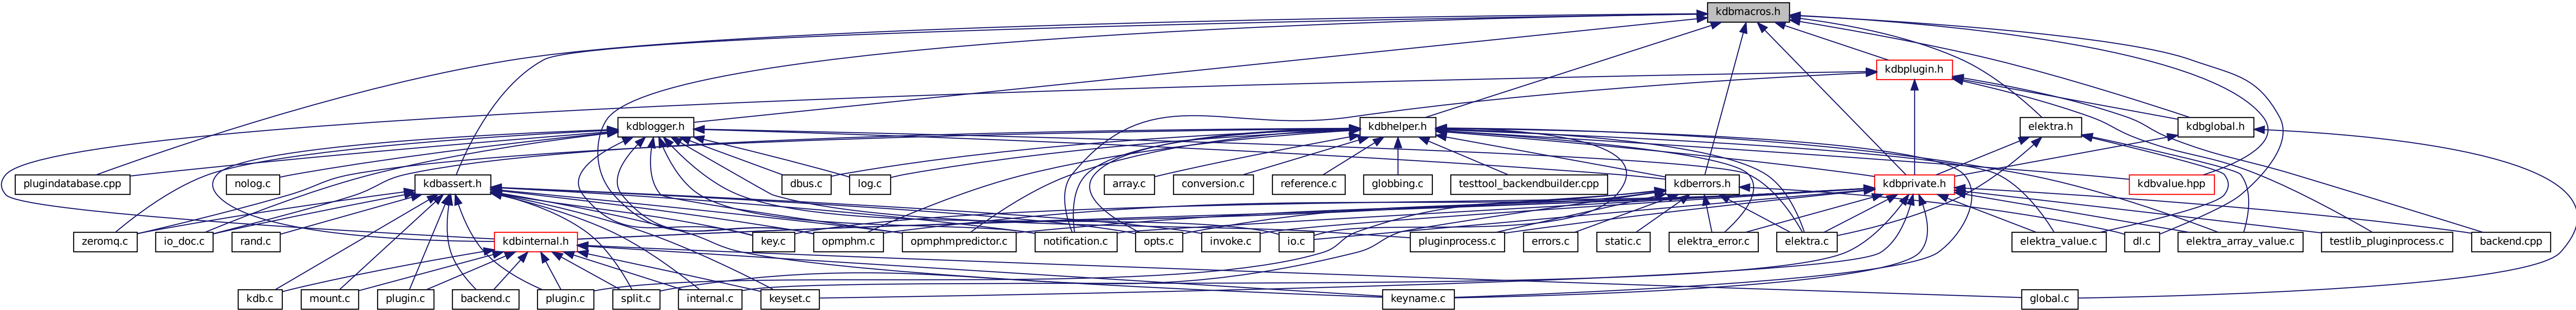 kdbmacros.h
kdbplugin.h
kdblogger.h
kdbhelper.h
elektra.h
kdbglobal.h
plugindatabase.cpp
nolog.c
kdbassert.h
dbus.c
log.c
array.c
conversion.c
reference.c
globbing.c
testtool_backendbuilder.cpp
kdberrors.h
kdbprivate.h
kdbvalue.hpp
zeromq.c
io_doc.c
rand.c
kdbinternal.h
key.c
opmphm.c
opmphmpredictor.c
notification.c
opts.c
invoke.c
io.c
pluginprocess.c
errors.c
static.c
elektra_error.c
elektra.c
elektra_value.c
dl.c
elektra_array_value.c
testlib_pluginprocess.c
backend.cpp
kdb.c
mount.c
plugin.c
backend.c
plugin.c
split.c
internal.c
keyset.c
keyname.c
global.c